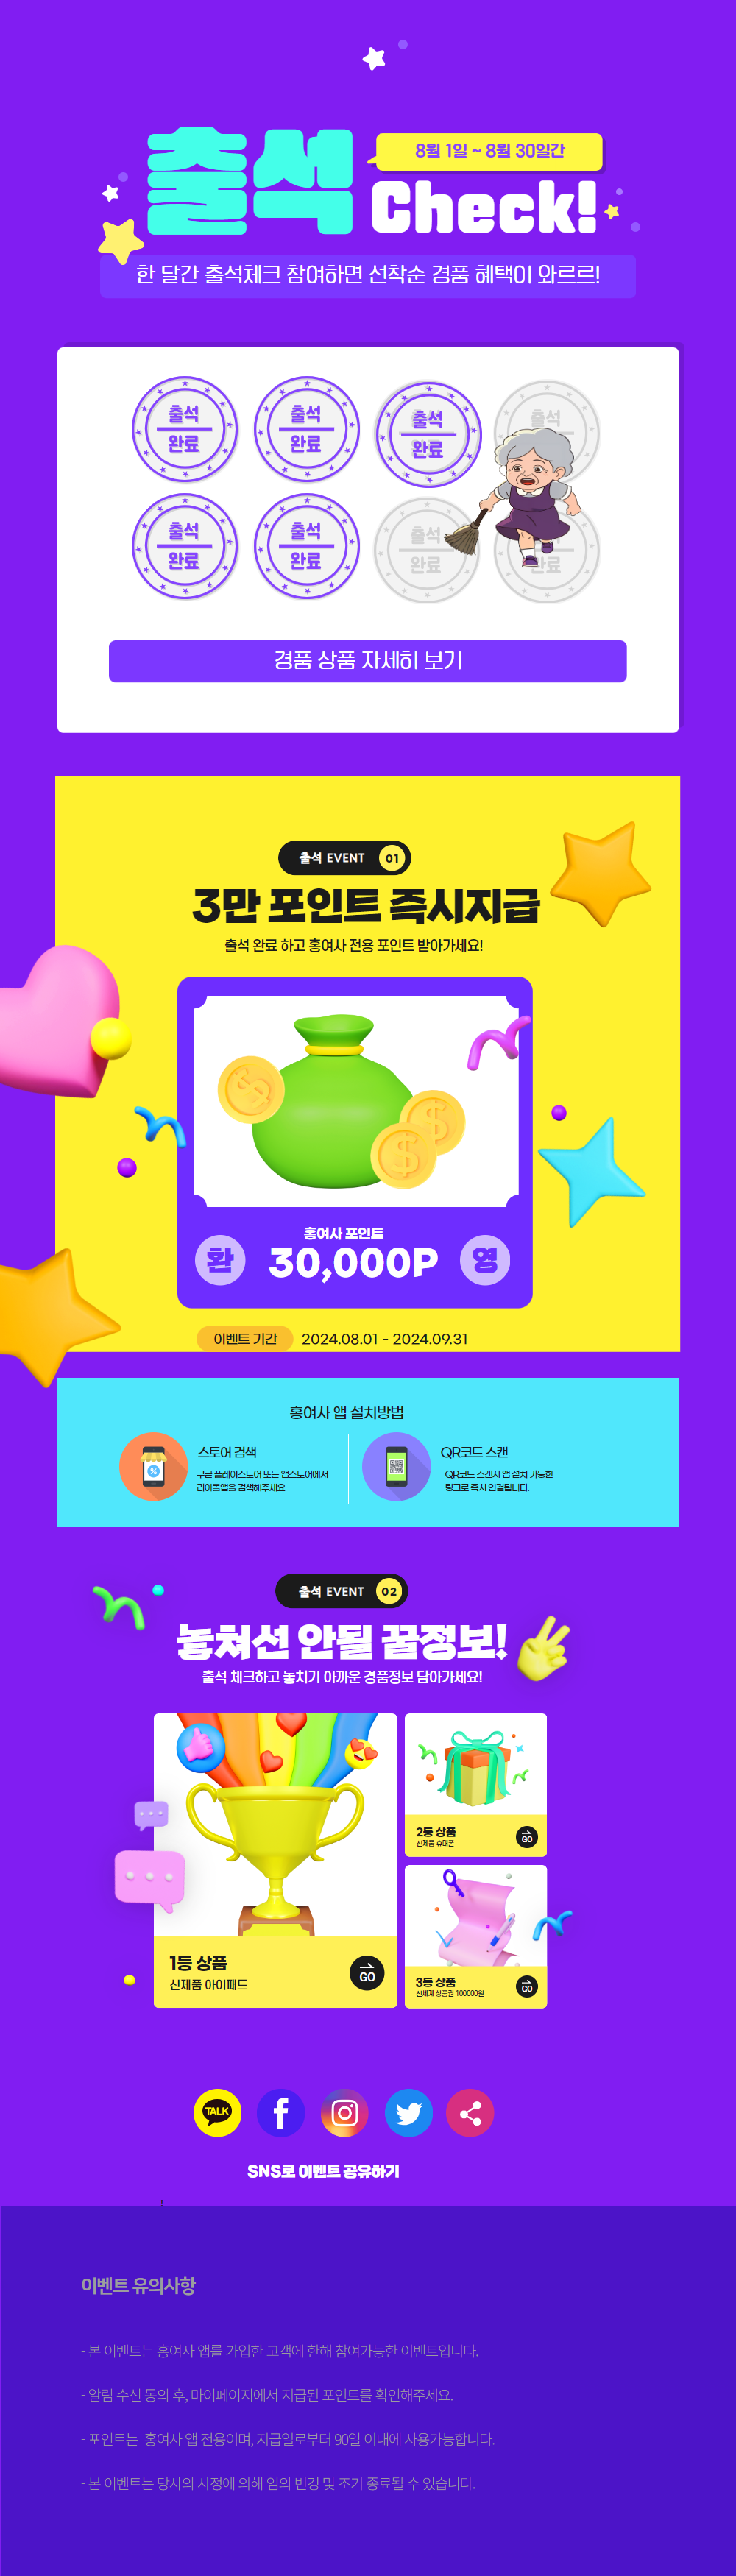 8월 1일 ~ 8월 30일간
출석
Check!
한 달간 출석체크 참여하면 선착순 경품 혜택이 와르르!
출석 완료
출석 완료
출석 완료
출석
출석 완료
출석 완료
출석 완료
완료
경품 상품 자세히 보기
출석 EVENT 01
3만 포인트 즉시지급
출석 완료 하고 홍여사 전용 포인트 받아가세요!
홍여사 포인트
환 30,000P 영
이벤트 기간 2024.08.01 - 2024.09.31
홍여사 앱 설치방법
스토어 검색
구글 플레이스토어 또는 앱스토어에서
리아몰앱을 검색해주세요
QR코드 스캔
QR코드 스캔시 앱 설치 가능한
링크로 즉시 연결됩니다.
출석 EVENT 02
놓쳐선 안될 꿀정보!
출석 체크하고 놓치기 아까운 경품정보 담아가세요!
1등 상품
신제품 아이패드
GO
2등 상품
신제품 휴대폰
GO
3등 상품
신세계 상품권 100000원
GO
TALK
SNS로 이벤트 공유하기
이벤트 유의사항
- 본 이벤트는 홍여사 앱를 가입한 고객에 한해 참여가능한 이벤트입니다.
- 알림 수신 동의 후, 마이페이지에서 지급된 포인트를 확인해주세요.
- 포인트는 홍여사 앱 전용이며, 지급일로부터 90일 이내에 사용가능합니다.
- 본 이벤트는 당사의 사정에 의해 임의 변경 및 조기 종료될 수 있습니다.